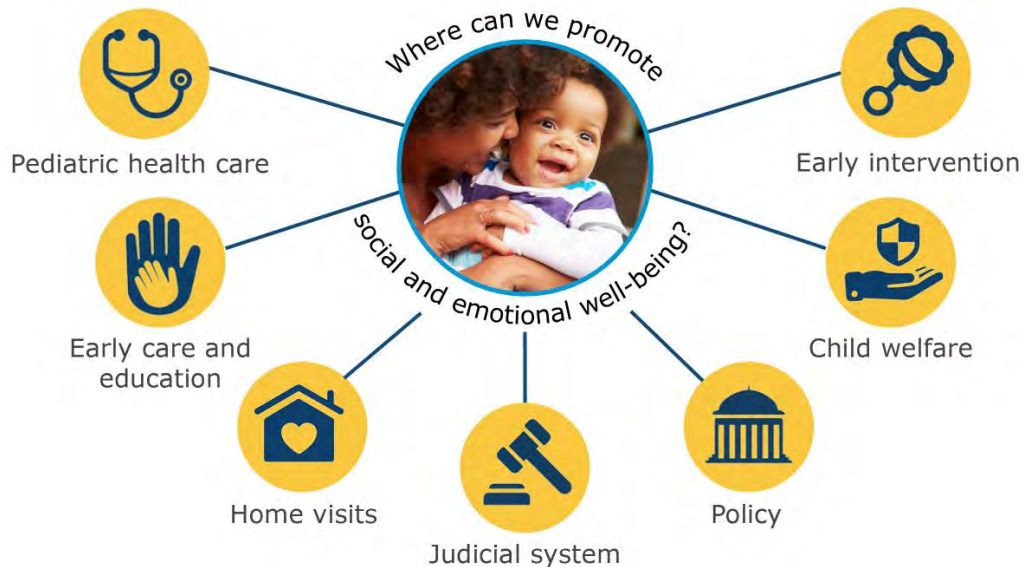 Where can we promote
social and emotional well-being?
Pediatric health care
Early intervention
Early care and
education
Child welfare
Home visits
Judicial system
Policy